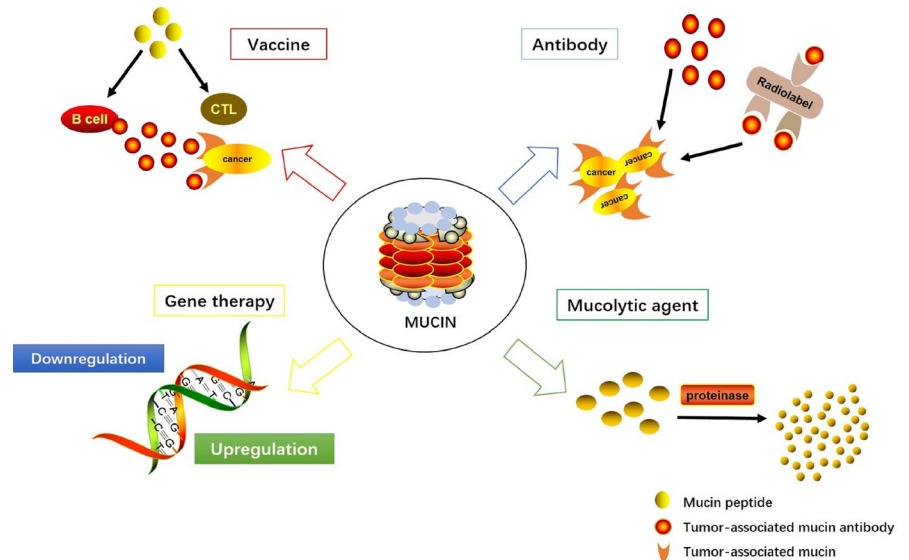 Vaccine
B cell
CTL
cancer
Antibody
Radiolabel
cancer
cancer
cancer
MUCIN
Gene therapy
Downregulation
Upregulation
Mucolytic agent
proteinase
Mucin peptide
Tumor-associated mucin antibody
Tumor-associated mucin